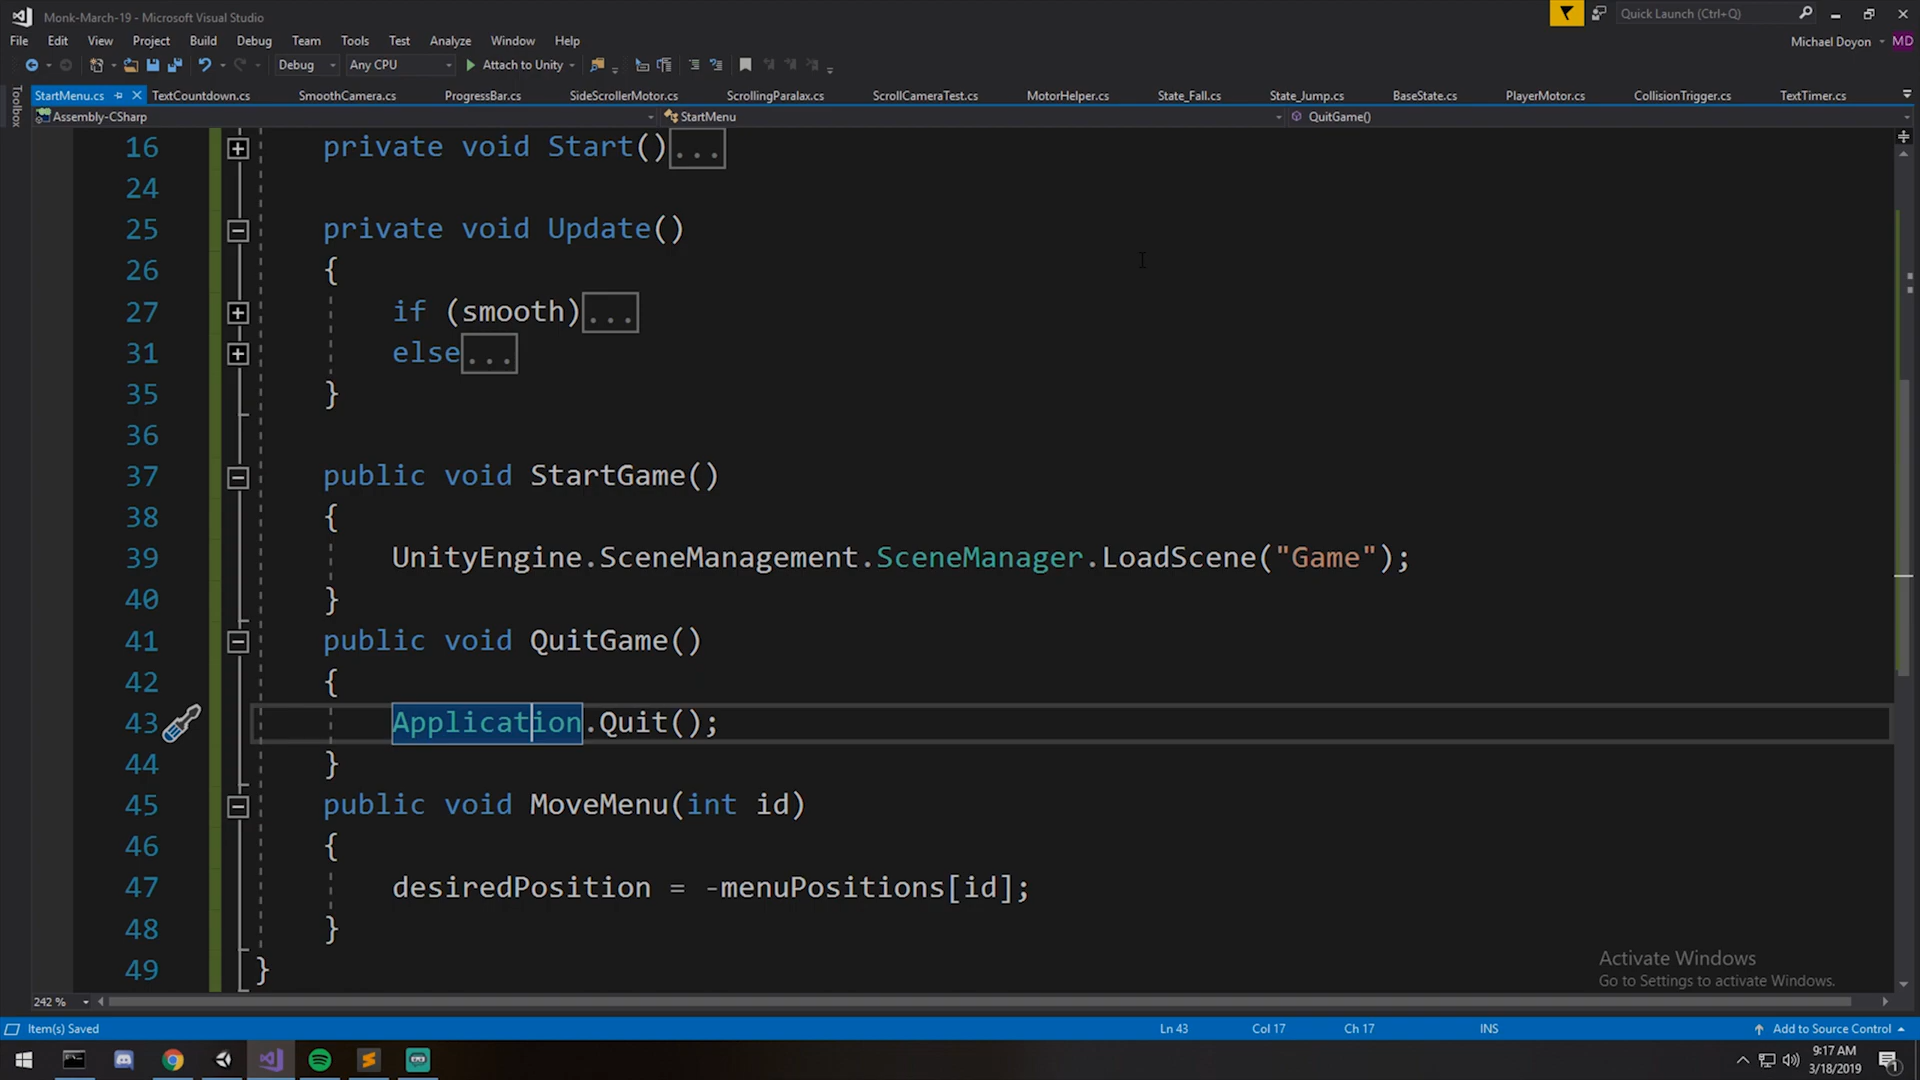 Monk-March-19 - Microsoft Visual Studio
Quick Launch (Ctrl+Q)
File Edit View Project Build Debug Team Tools Test Analyze Window Help
Michael Doyon MD
Debug Any CPU Attach to Unity
Toolbox
StartMenu.cs TextCountdown.cs SmoothCamera.cs ProgressBar.cs SideScrollerMotor.cs ScrollingParalax.cs ScrollCameraTest.cs MotorHelper.cs State_Fall.cs State_Jump.cs BaseState.cs PlayerMotor.cs CollisionTrigger.cs TextTimer.cs
Assembly-CSharp StartMenu QuitGame()
16 private void Start()...
24
25 private void Update()
26 {
27 if (smooth)...
31 else...
35 }
36
37 public void StartGame()
38 {
39 UnityEngine.SceneManagement.SceneManager.LoadScene("Game");
40 }
41 public void QuitGame()
42 {
43 Application.Quit();
44 }
45 public void MoveMenu(int id)
46 {
47 desiredPosition = -menuPositions[id];
48 }
49 }
Activate Windows
Go to Settings to activate Windows.
242 %
Item(s) Saved Ln 43 Col 17 Ch 17 INS Add to Source Control
9:17 AM
3/18/2019
1